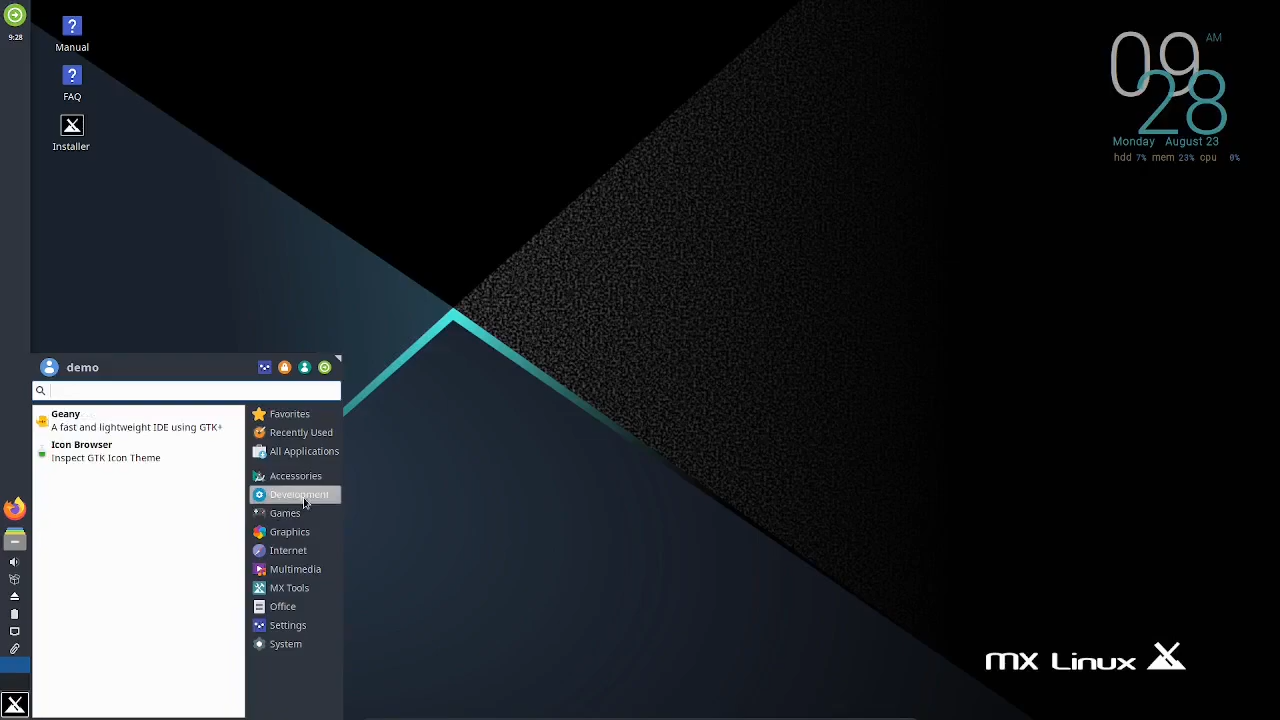 9:28
Manual
FAQ
Installer
09
AM
28
Monday August 23
hdd 7% mem 23% cpu 0%
demo
Geany
A fast and lightweight IDE using GTK+
Icon Browser
Inspect GTK Icon Theme
Favorites
Recently Used
All Applications
Accessories
Development
Games
Graphics
Internet
Multimedia
MX Tools
Office
Settings
System
MX Linux